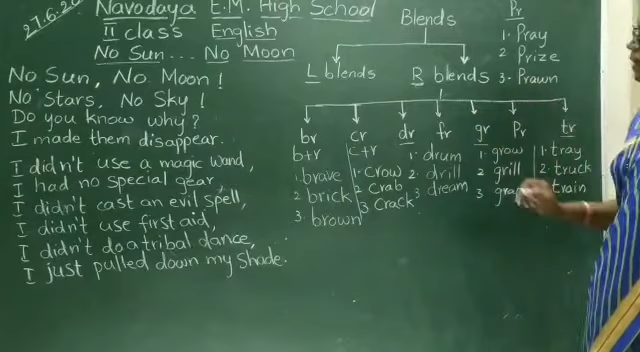 27.6.20
Navodaya E.M. High School
II class English
No Sun... No Moon
No Sun, No Moon!
No Stars, No Sky!
Do you know why?
I made them disappear.
I didn't use a magic wand,
I had no special gear,
I didn't cast an evil spell,
I didn't use first aid,
I didn't do a tribal dance,
I just pulled down my Shade.
Blends
L blends R blends
br cr dr fr gr Pr tr
b+r
1. brave
2 brick
3. brown
c+r
1. Crow
2 Crab
3 Crack
1. drum
2. drill
3 dream
1. grow
2 grill
3
1. tray
2. truck
train
Pr
1. Pray
2. Prize
3. Prawn